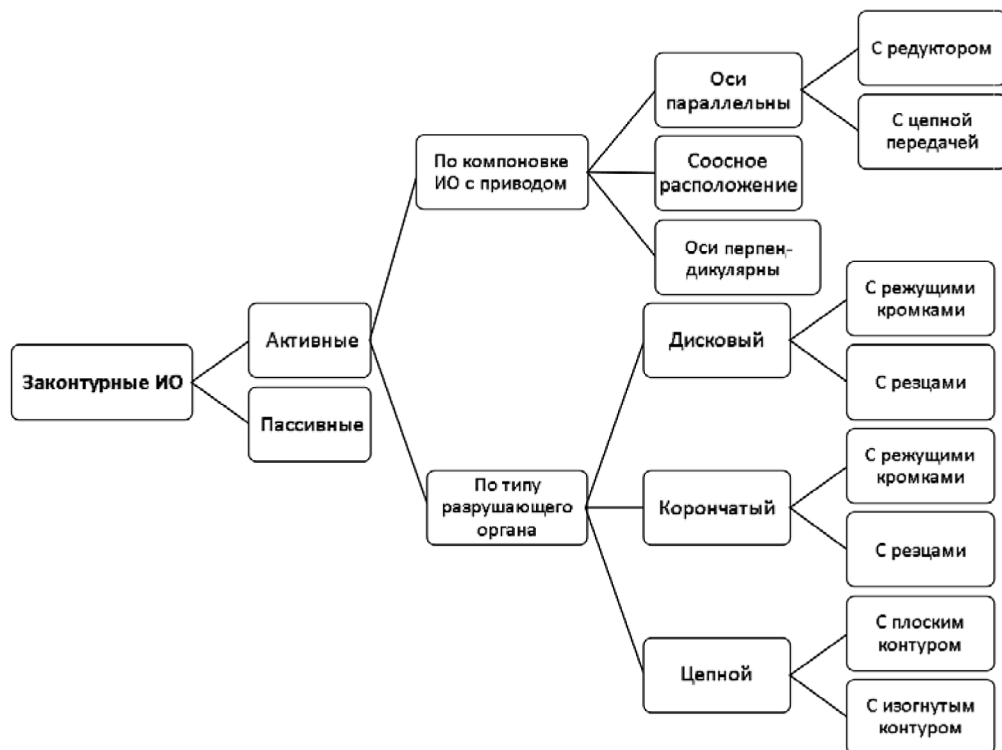 Законтурные ИО
Активные
Пассивные
По компоновке
ИО с приводом
По типу
разрушающего
органа
Оси
параллельны
Соосное
расположение
Оси перпен-
дикулярны
Дисковый
Корончатый
Цепной
С редуктором
С цепной
передачей
С режущими
кромками
С резцами
С режущими
кромками
С резцами
С плоским
контуром
С изогнутым
контуром